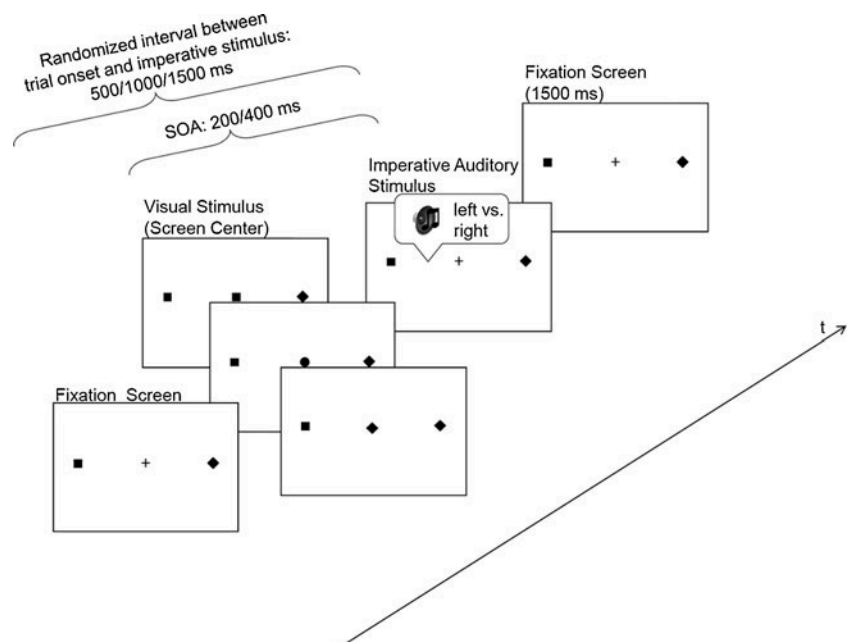 Randomized interval between
trial onset and imperative stimulus:
500/1000/1500 ms
SOA: 200/400 ms
Fixation Screen
(1500 ms)
Imperative Auditory
Stimulus
left vs.
right
Visual Stimulus
(Screen Center)
Fixation Screen
t